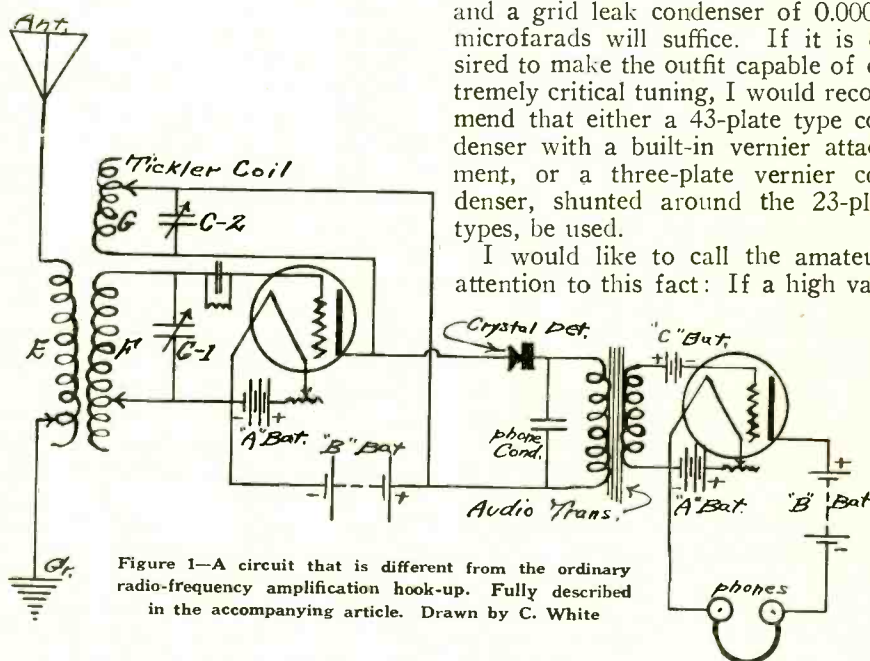 and a grid leak condenser of 0.000
microfarads will suffice. If it is
sired to make the outfit capable of
tremely critical tuning, I would reco
mend that either a 43-plate type co
denser with a built-in vernier attac
ment, or a three-plate vernier co
denser, shunted around the 23-pl
types, be used.
I would like to call the amateu
attention to this fact: If a high va
Ant.
Tickler Coil
G
C-2
E
F
C-1
"A" Bat.
- +
"B" Bat
- +
Gr.
Crystal Det.
phone
Cond.
Audio Trans.
"C" Bat.
+ -
- +
"A" Bat.
"B" Bat
+
-
phones
Figure 1—A circuit that is different from the ordinary
radio-frequency amplification hook-up. Fully described
in the accompanying article. Drawn by C. White